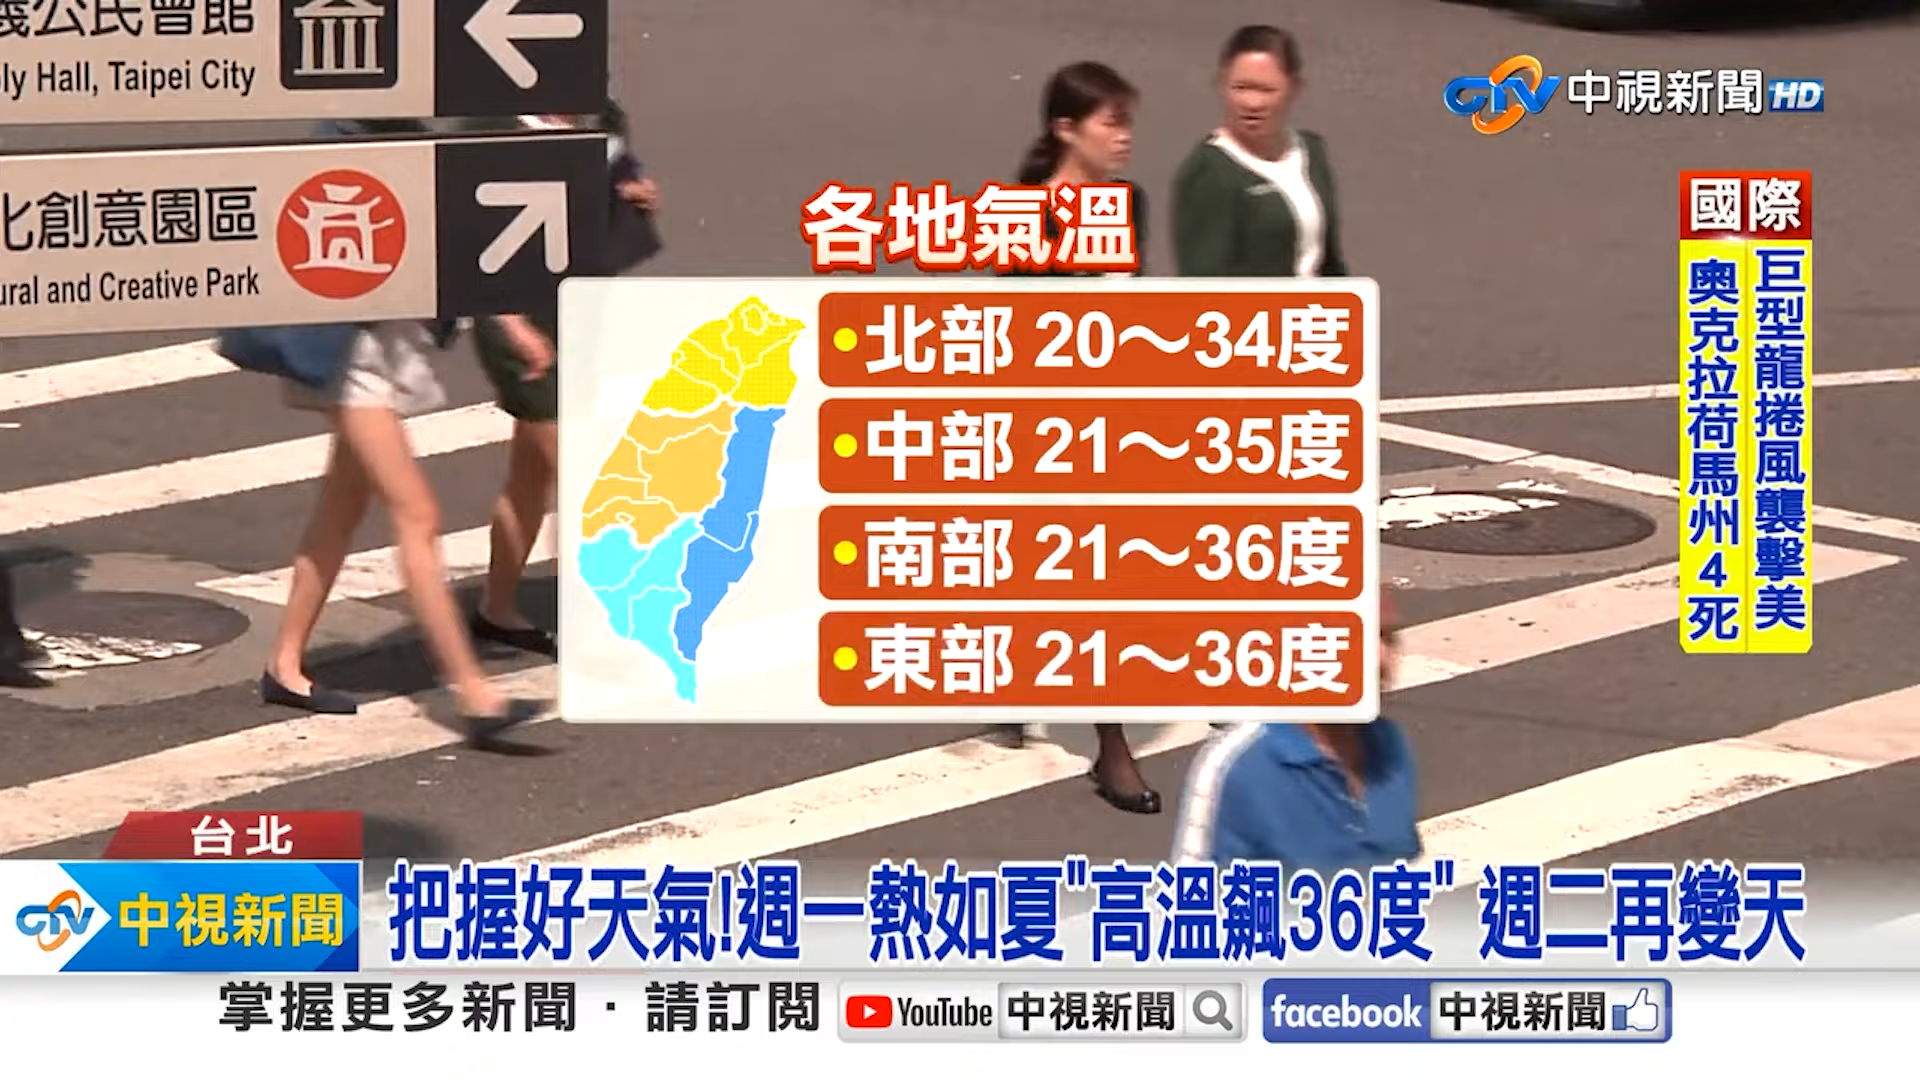 義公民會館
ly Hall, Taipei City
化創意園區
ural and Creative Park
CTV 中視新聞HD
國際
巨型龍捲風襲擊美
奧克拉荷馬州4死
各地氣溫
•北部 20～34度
•中部 21～35度
•南部 21～36度
•東部 21～36度
台北
CTV 中視新聞
把握好天氣!週一熱如夏"高溫飆36度" 週二再變天
掌握更多新聞·請訂閱 YouTube 中視新聞 facebook 中視新聞